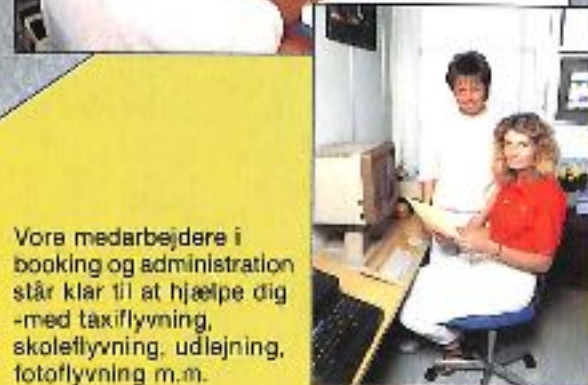 Vore medarbejdere i
booking og administration
står klar til at hjælpe dig
-med taxiflyvning,
skoleflyvning, udlejning,
fotoflyvning m.m.